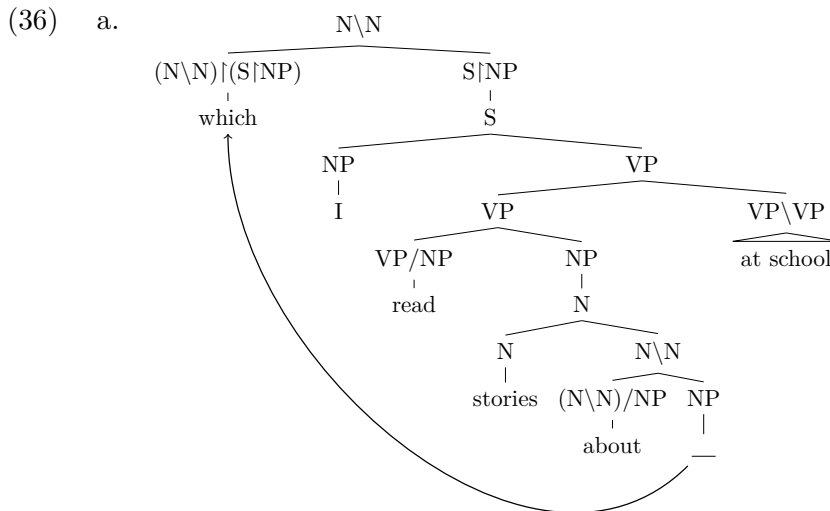 (36) a. N\N
(N\N)↾(S↾NP) S↾NP
which S
NP VP
I VP VP\VP
VP/NP NP at school
read N
N N\N
stories (N\N)/NP NP
about __